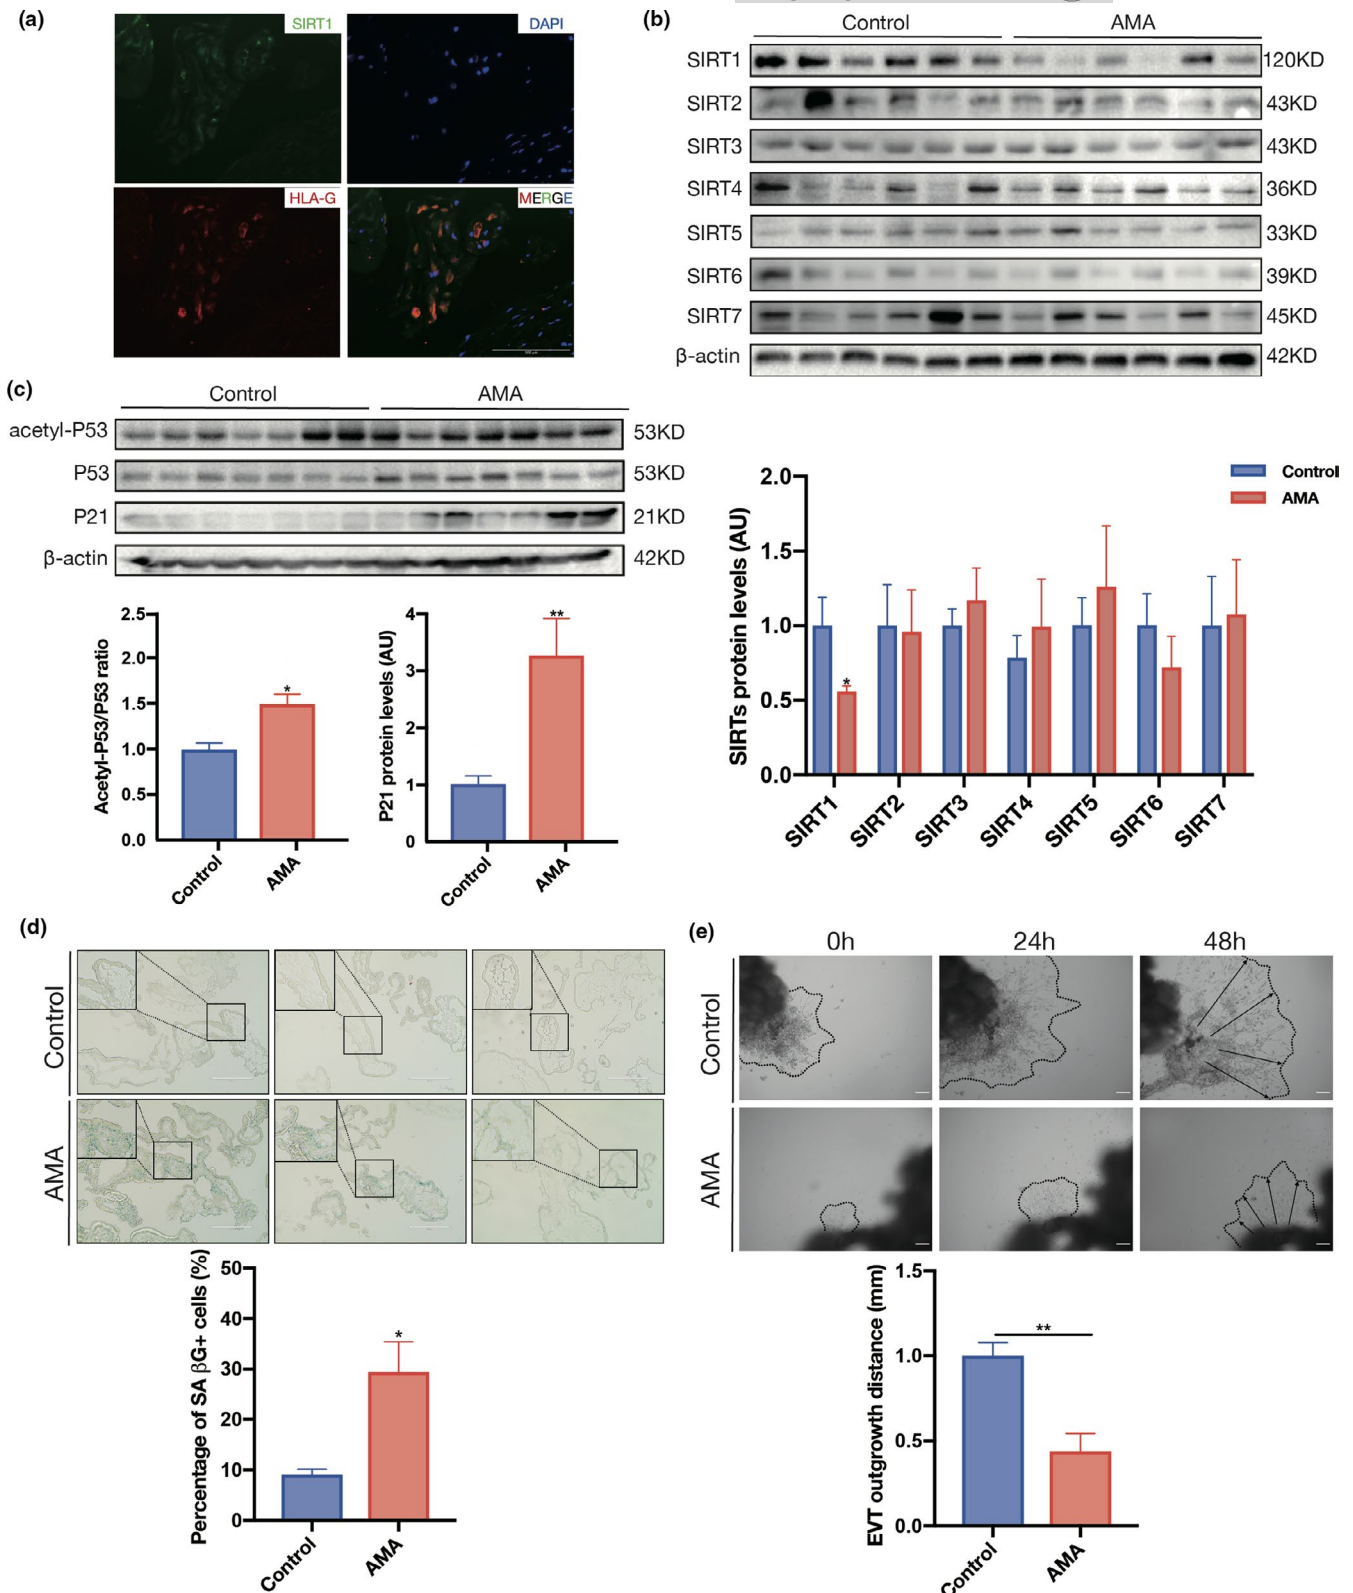 (a)
SIRT1
DAPI
HLA-G
MERGE
(b)
Control AMA
SIRT1 120KD
SIRT2 43KD
SIRT3 43KD
SIRT4 36KD
SIRT5 33KD
SIRT6 39KD
SIRT7 45KD
β-actin 42KD
(c)
Control AMA
acetyl-P53 53KD
P53 53KD
P21 21KD
β-actin 42KD
Acetyl-P53/P53 ratio
2.5
2.0
1.5
1.0
0.5
0.0
*
Control AMA
P21 protein levels (AU)
4
3
2
1
0
**
Control AMA
SIRTs protein levels (AU)
2.0
1.5
1.0
0.5
0.0
*
Control
AMA
SIRT1 SIRT2 SIRT3 SIRT4 SIRT5 SIRT6 SIRT7
(d)
Control
AMA
Percentage of SA βG+ cells (%)
50
40
30
20
10
0
*
Control AMA
(e)
0h 24h 48h
Control
AMA
EVT outgrowth distance (mm)
1.5
1.0
0.5
0.0
**
Control AMA